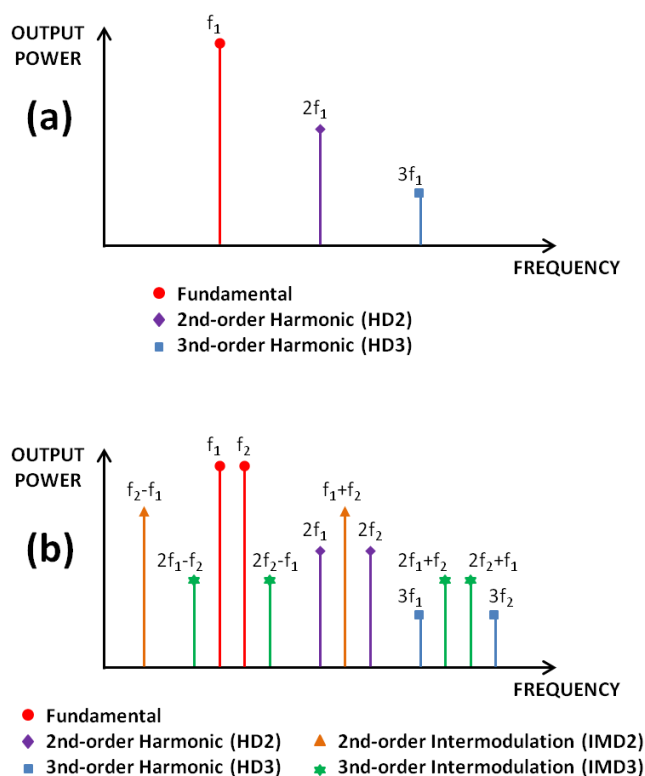 OUTPUT
POWER
f₁
(a)
2f₁
3f₁
FREQUENCY
Fundamental
2nd-order Harmonic (HD2)
3nd-order Harmonic (HD3)
OUTPUT
POWER
f₁ f₂
f₂-f₁ f₁+f₂
(b)
2f₁-f₂ 2f₂-f₁ 2f₁ 2f₂ 2f₁+f₂ 2f₂+f₁
3f₁ 3f₂
FREQUENCY
Fundamental
2nd-order Harmonic (HD2) 2nd-order Intermodulation (IMD2)
3nd-order Harmonic (HD3) 3nd-order Intermodulation (IMD3)